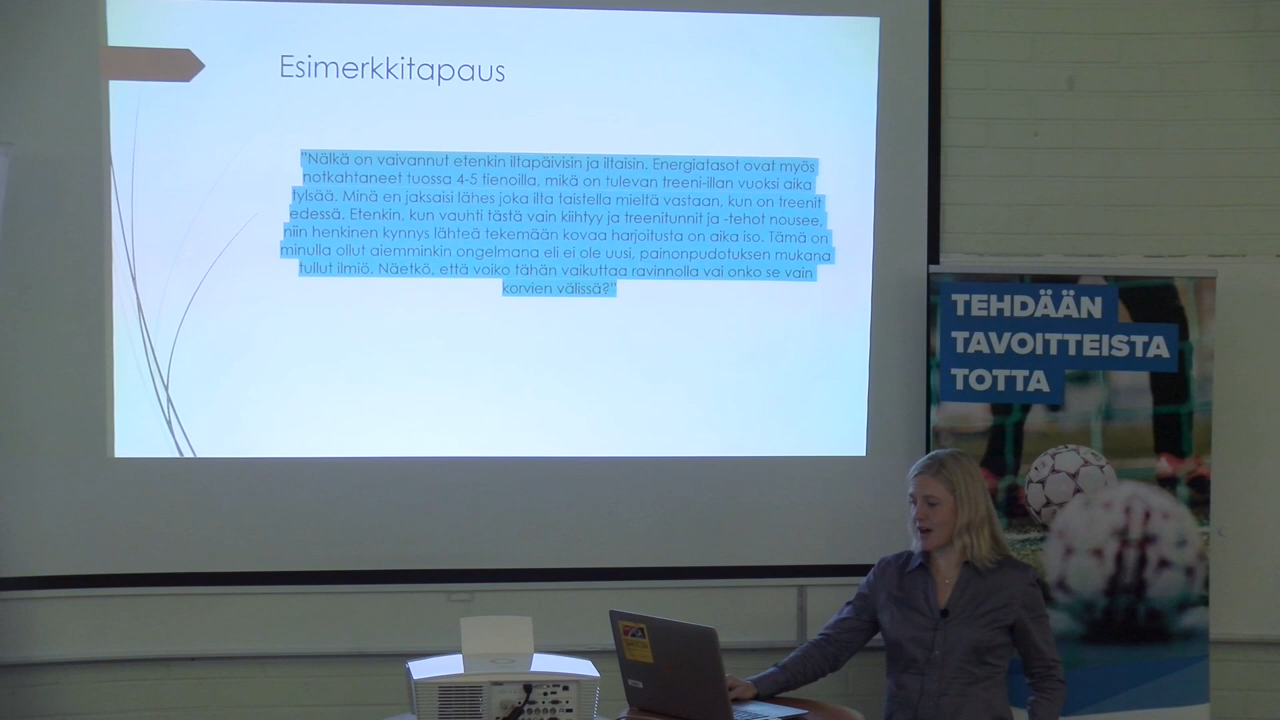 Esimerkkitapaus
"Nälkä on vaivannut etenkin iltapäivisin ja iltaisin. Energiatasot ovat myös
notkahtaneet tuossa 4-5 tienoilla, mikä on tulevan treeni-illan vuoksi aika
tylsää. Minä en jaksaisi lähes joka ilta taistella mieltä vastaan, kun on treenit
edessä. Etenkin, kun vauhti tästä vain kiihtyy ja treenitunnit ja -tehot nousee,
niin henkinen kynnys lähteä tekemään kovaa harjoitusta on aika iso. Tämä on
minulla ollut aiemminkin ongelmana eli ei ole uusi, painonpudotuksen mukana
tullut ilmiö. Näetkö, että voiko tähän vaikuttaa ravinnolla vai onko se vain
korvien välissä?"
TEHDÄÄN
TAVOITTEISTA
TOTTA